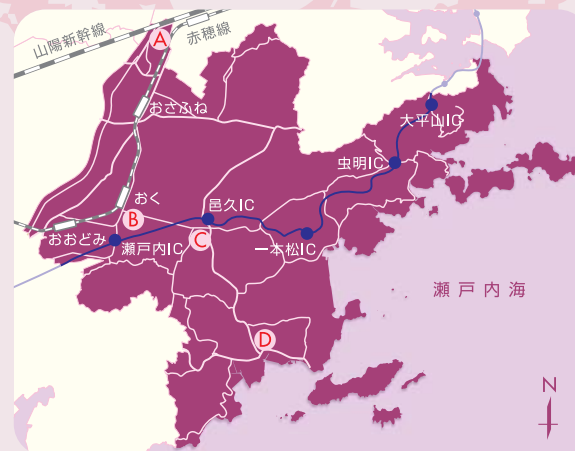 山陽新幹線
赤穂線
A
おさふね
大平山IC
虫明IC
おく
邑久IC
B
おおどみ
瀬戸内IC
C
一本松IC
瀬戸内海
D
N